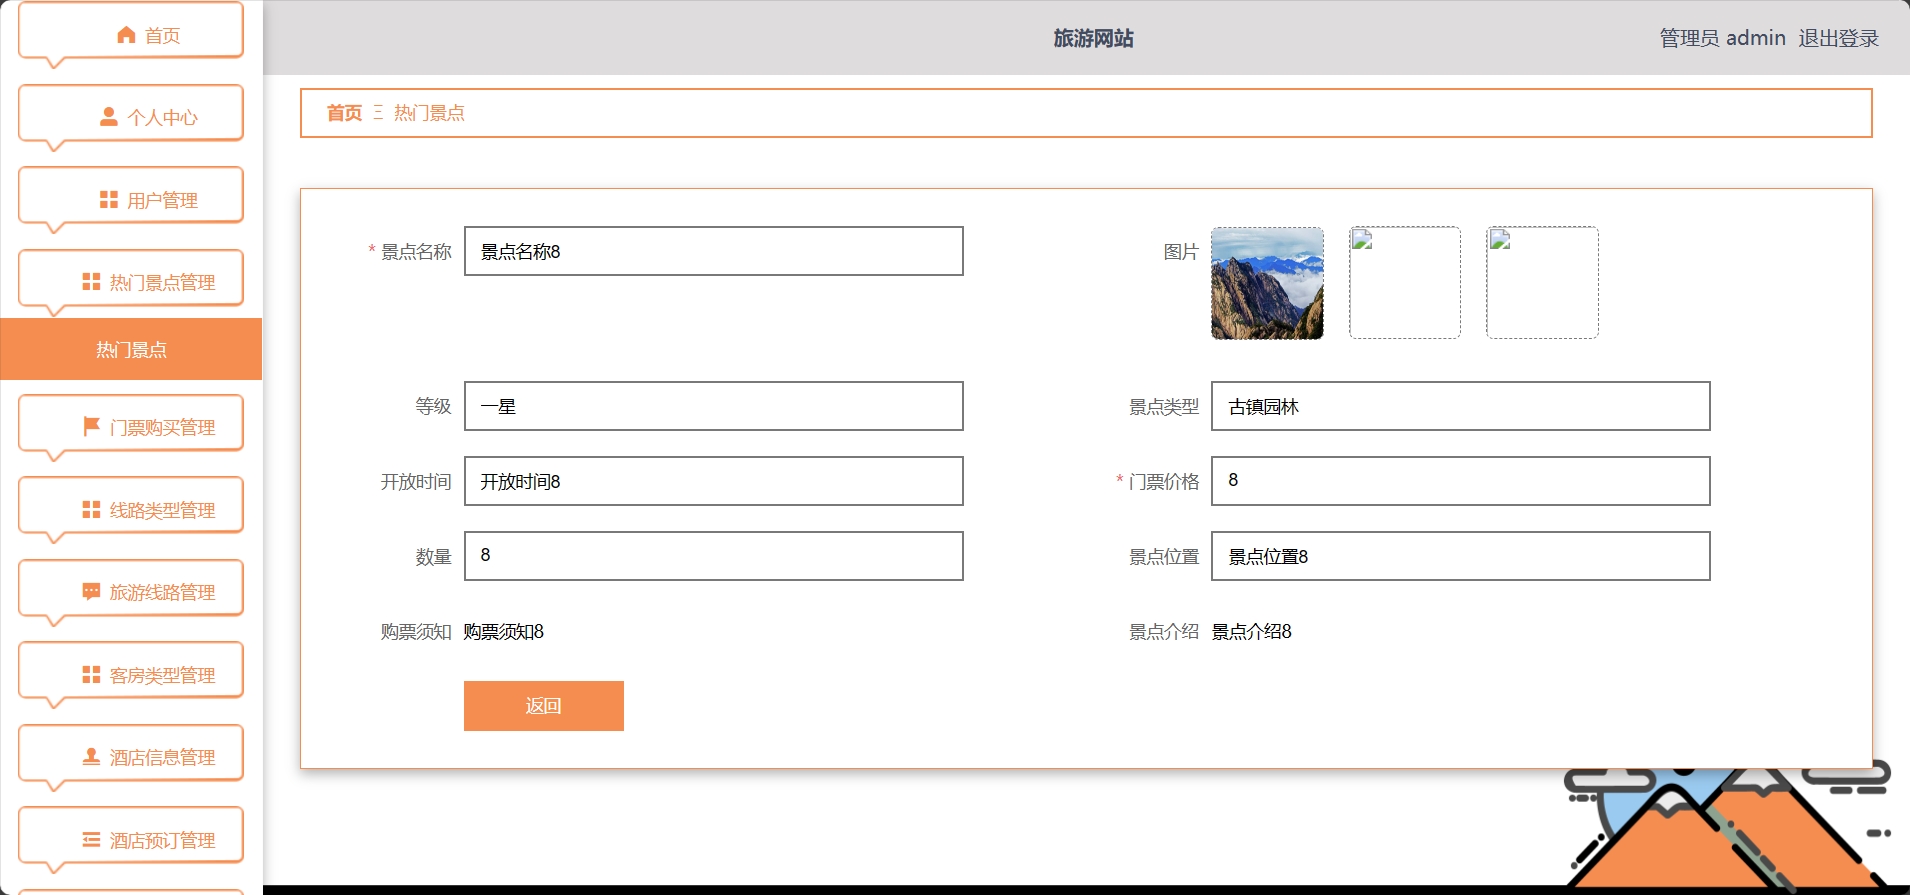 旅游网站
管理员 admin 退出登录
首页
个人中心
用户管理
热门景点管理
热门景点
门票购买管理
线路类型管理
旅游线路管理
客房类型管理
酒店信息管理
酒店预订管理
首页 Ξ 热门景点
* 景点名称 景点名称8
图片
等级 一星
景点类型 古镇园林
开放时间 开放时间8
* 门票价格 8
数量 8
景点位置 景点位置8
购票须知 购票须知8
景点介绍 景点介绍8
返回